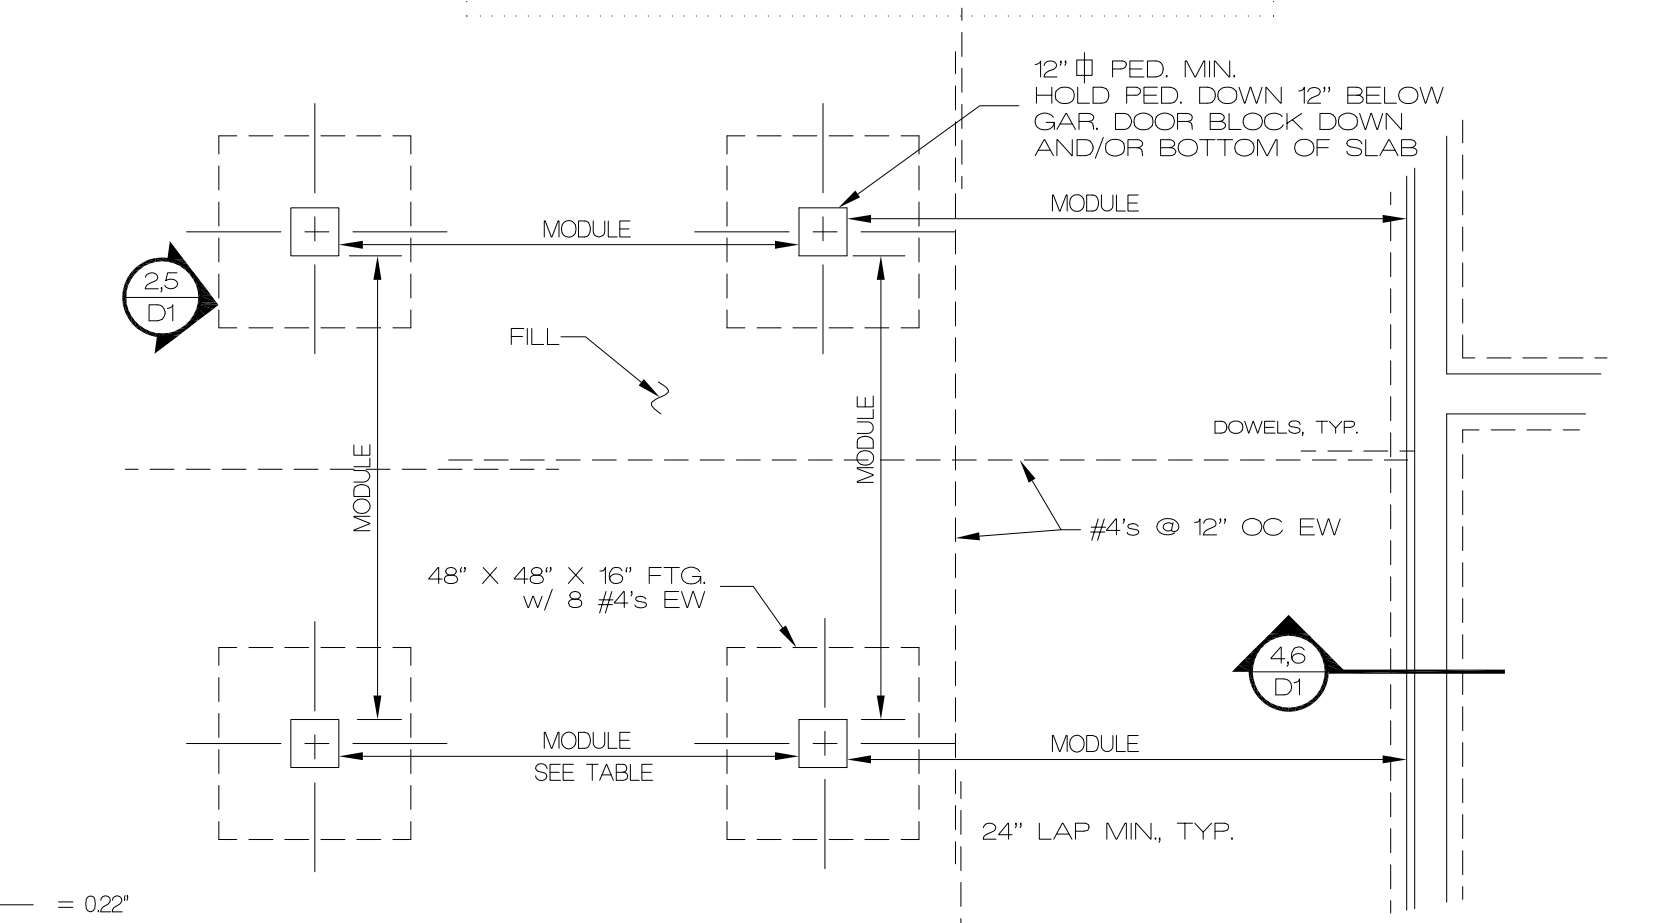 12" PED. MIN.
HOLD PED. DOWN 12" BELOW
GAR. DOOR BLOCK DOWN
AND/OR BOTTOM OF SLAB
MODULE
MODULE
2,5
D1
FILL
MODULE
MODULE
DOWELS, TYP.
#4's @ 12" OC EW
48" X 48" X 16" FTG.
w/ 8 #4's EW
4,6
D1
MODULE
SEE TABLE
MODULE
24" LAP MIN., TYP.
= 0.22"